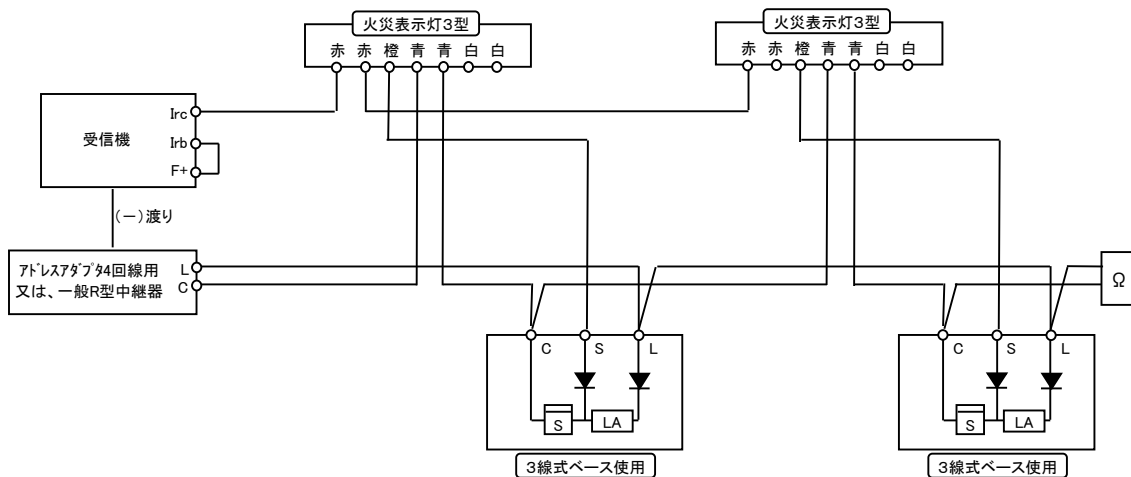 火災表示灯3型
赤 赤 橙 青 青 白 白
火災表示灯3型
赤 赤 橙 青 青 白 白
受信機
Irc
Irb
F+
(－)渡り
ｱﾄﾞﾚｽｱﾀﾞﾌﾟﾀ4回線用
又は、一般R型中継器
L
C
Ω
C S L
S LA
3線式ベース使用
C S L
S LA
3線式ベース使用